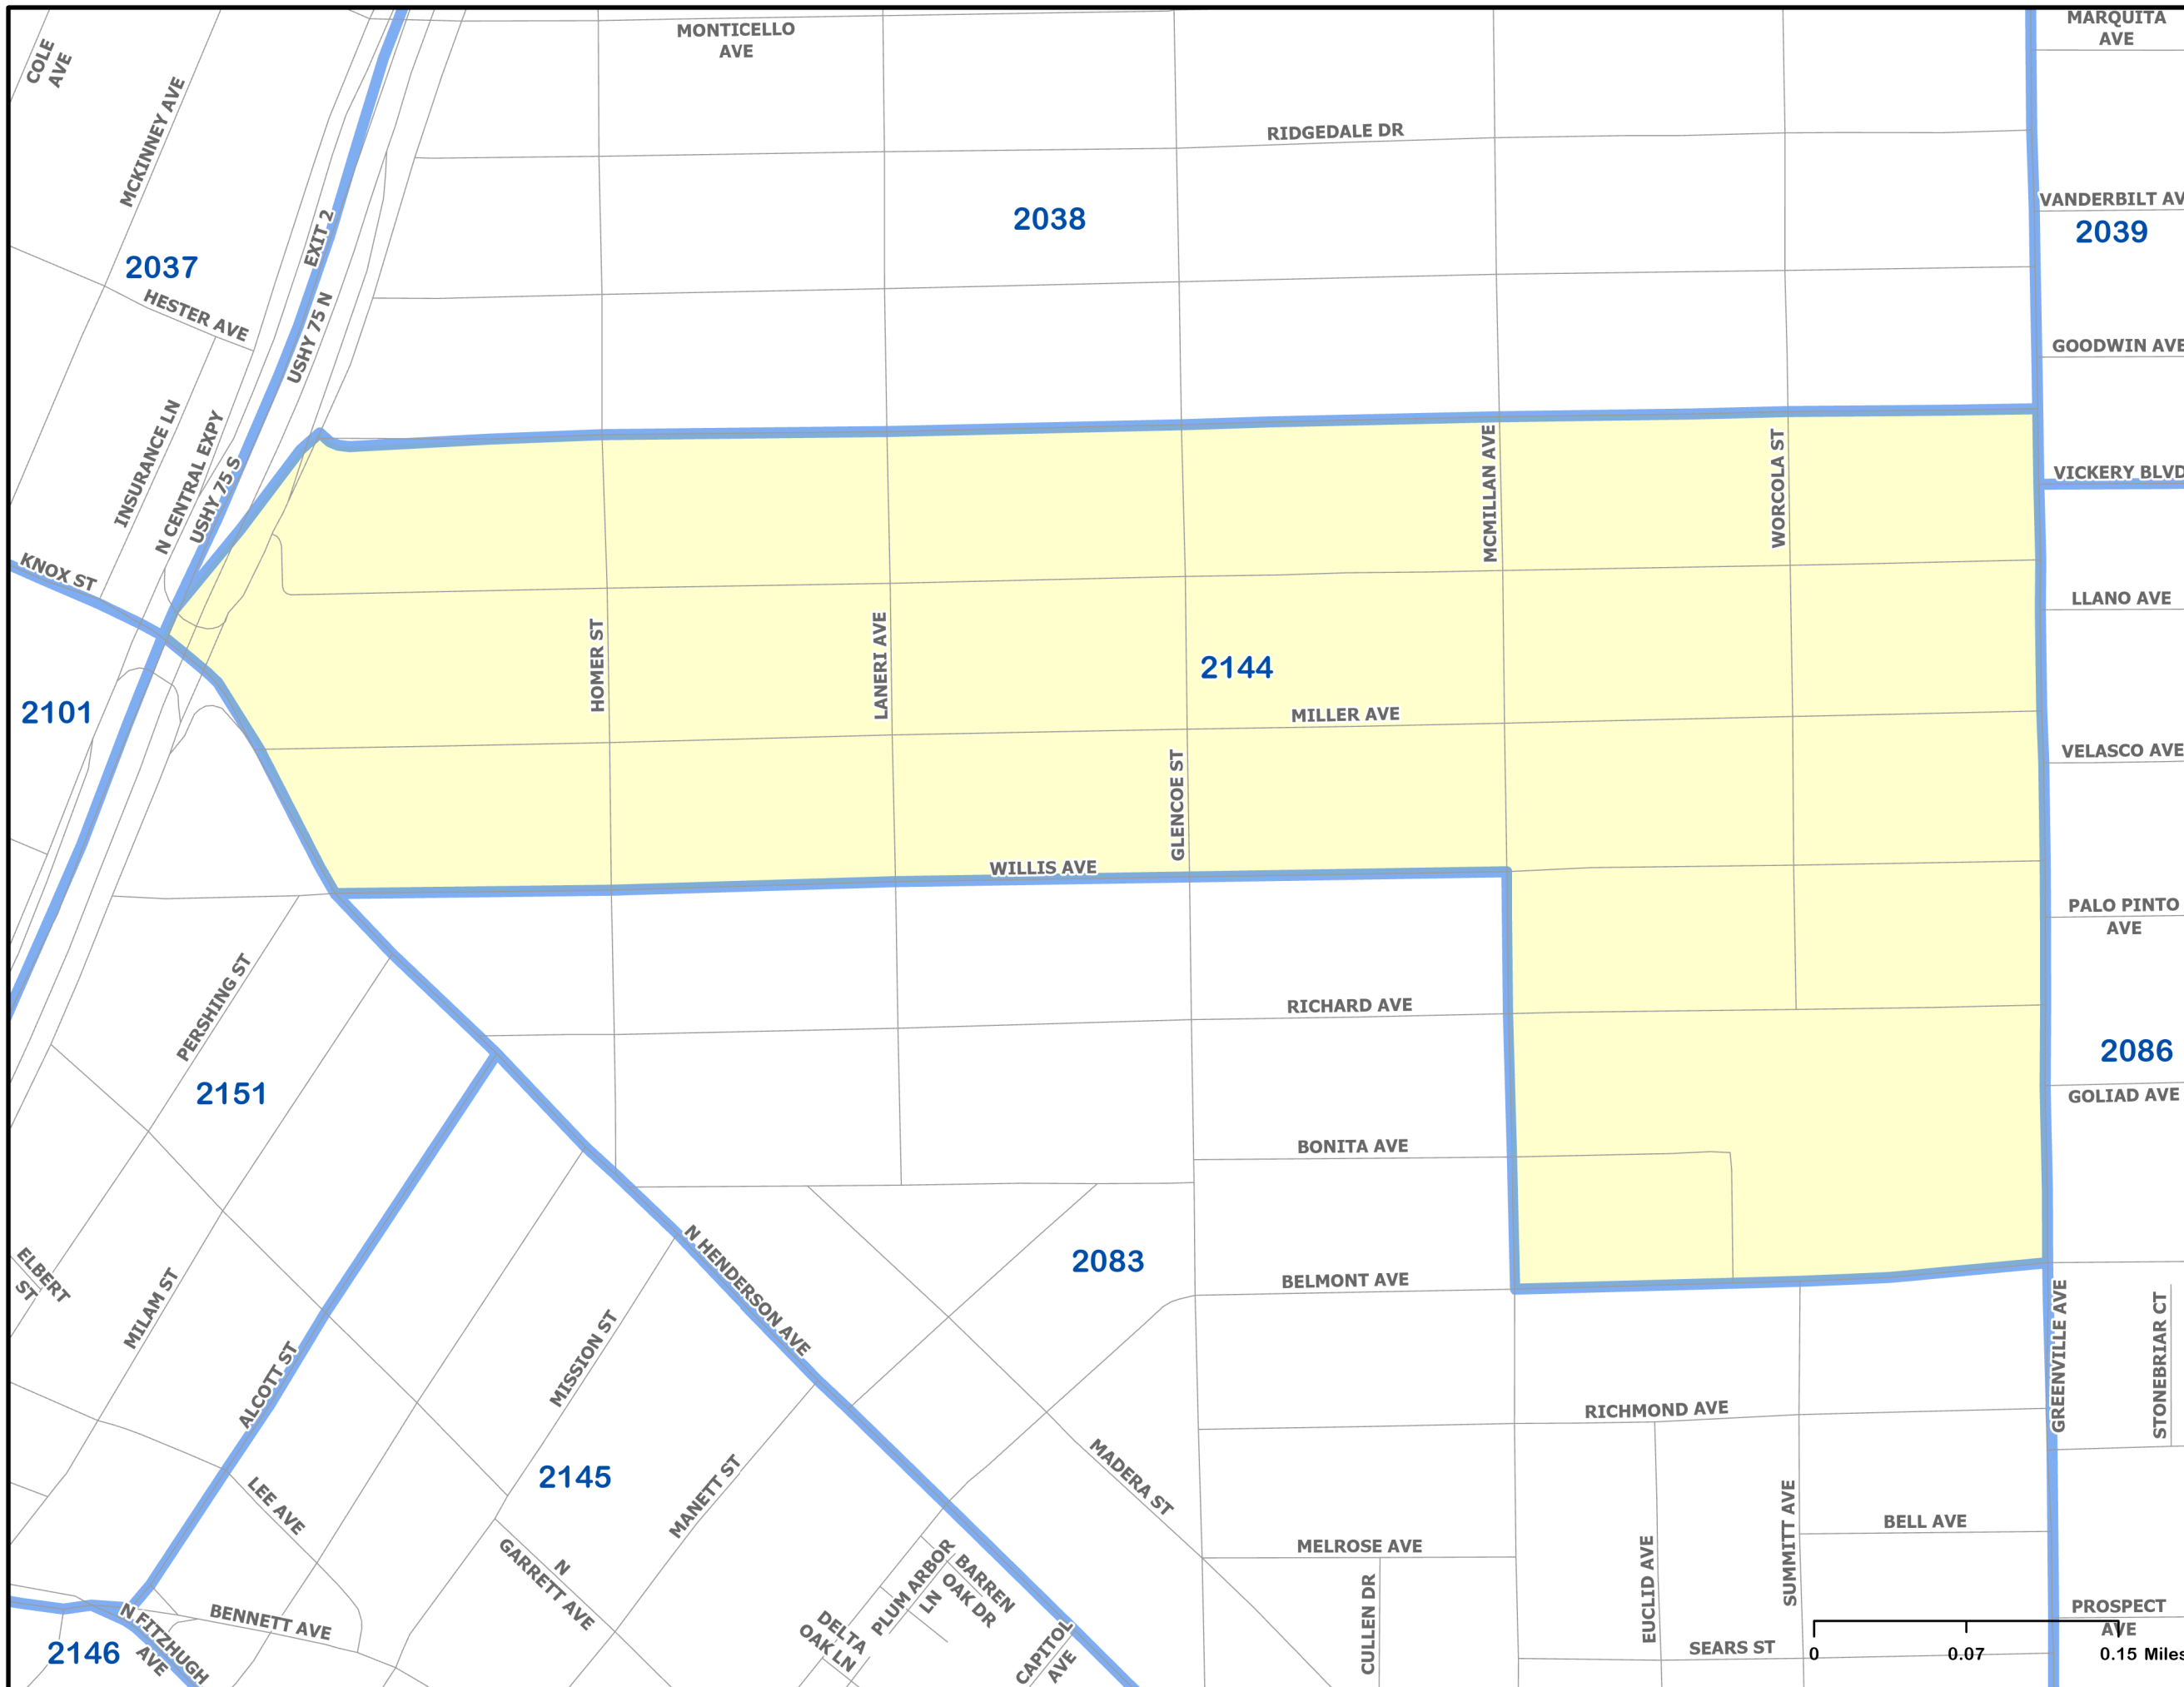 MONTICELLO
AVE
MARQUITA
AVE
COLE
AVE
MCKINNEY AVE
RIDGEDALE DR
2038
VANDERBILT AV
2039
EXIT 2
2037
HESTER AVE
USHY 75 N
GOODWIN AVE
INSURANCE LN
N CENTRAL EXPY
USHY 75 S
MCMILLAN AVE
WORCOLA ST
VICKERY BLVD
KNOX ST
LLANO AVE
HOMER ST
LANERI AVE
2144
2101
MILLER AVE
VELASCO AVE
GLENCOE ST
WILLIS AVE
PALO PINTO
AVE
PERSHING ST
RICHARD AVE
2086
2151
GOLIAD AVE
BONITA AVE
N HENDERSON AVE
2083
BELMONT AVE
ELBERT
ST
MILAM ST
ALCOTT ST
MISSION ST
GREENVILLE AVE
STONEBRIAR CT
RICHMOND AVE
2145
MADERA ST
LEE AVE
MANETT ST
SUMMITT AVE
BELL AVE
MELROSE AVE
N
GARRETT AVE
PLUM ARBOR
LN
BARREN
OAK DR
EUCLID AVE
CULLEN DR
DELTA
OAK LN
CAPITOL
AVE
BENNETT AVE
N FITZHUGH
AVE
2146
SEARS ST
PROSPECT
AVE
0
0.07
0.15 Miles